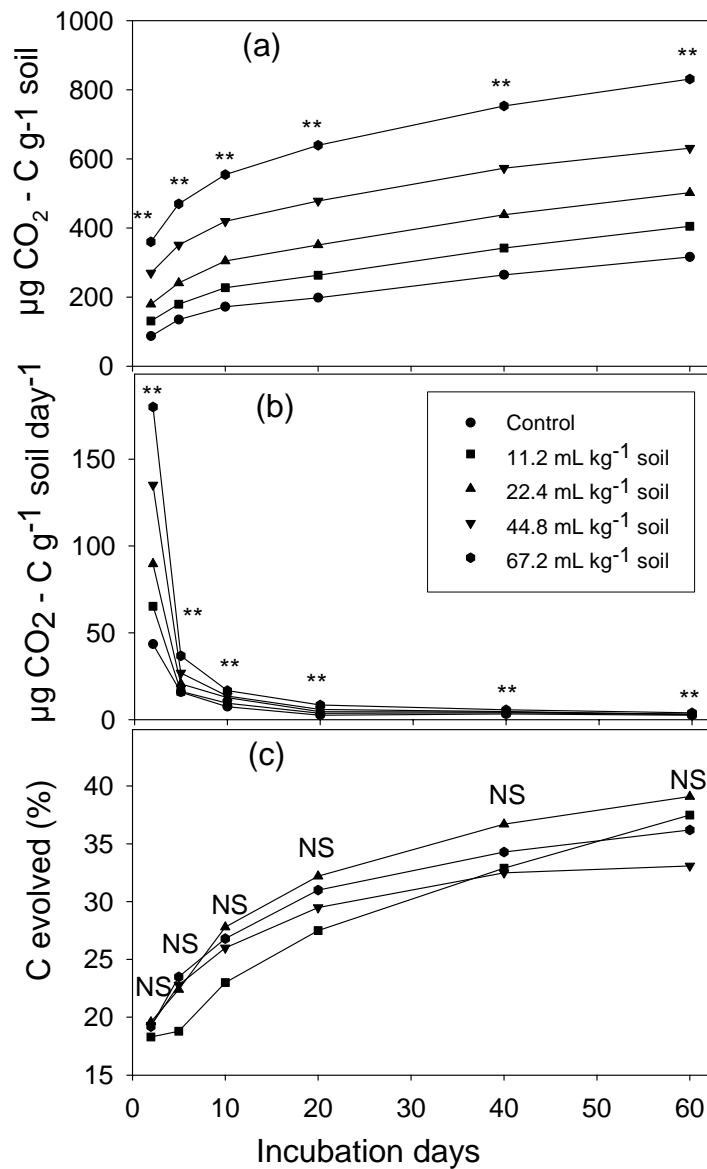 1000
(a)
800
600
400
200
0
µg CO₂ - C g-1 soil
** ** ** ** ** **
(b)
150
100
50
0
µg CO2 - C g⁻¹ soil day⁻¹
** ** ** ** ** **
Control
11.2 mL kg⁻¹ soil
22.4 mL kg⁻¹ soil
44.8 mL kg⁻¹ soil
67.2 mL kg⁻¹ soil
(c)
40
35
30
25
20
15
C evolved (%)
NS NS NS NS NS NS
0 10 20 30 40 50 60
Incubation days